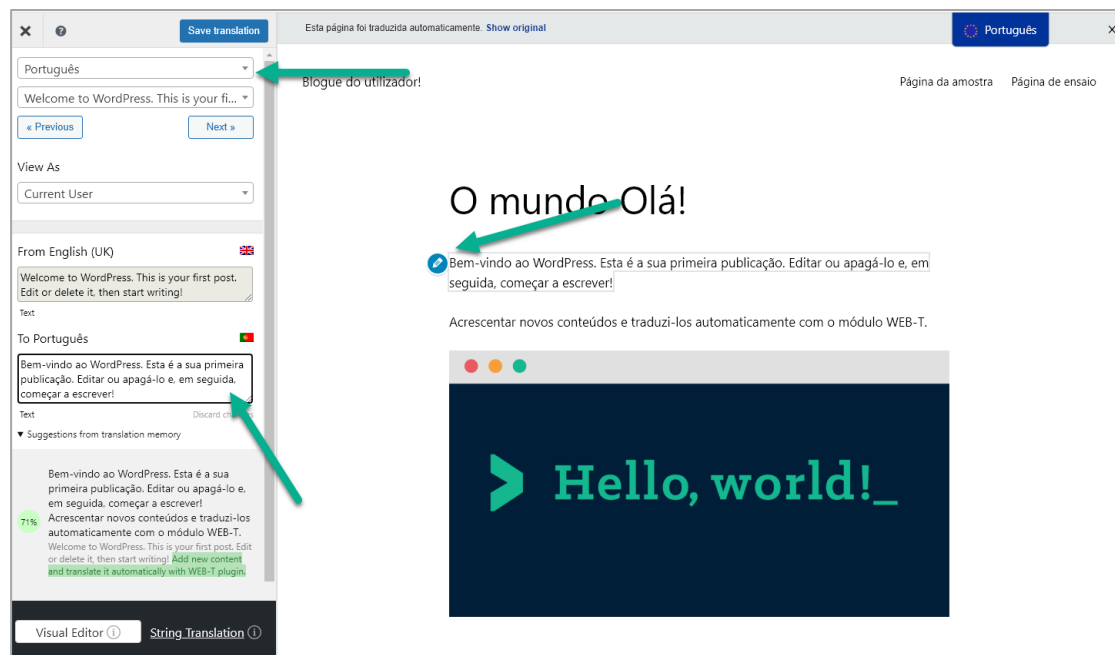 Save translation
Português
Welcome to WordPress. This is your fi...
« Previous
Next »
View As
Current User
From English (UK)
Welcome to WordPress. This is your first post.
Edit or delete it, then start writing!
Text
To Português
Bem-vindo ao WordPress. Esta é a sua primeira
publicação. Editar ou apagá-lo e, em seguida,
começar a escrever!
Text
Discard
Suggestions from translation memory
71%
Bem-vindo ao WordPress. Esta é a sua
primeira publicação. Editar ou apagá-lo e,
em seguida, começar a escrever!
Acrescentar novos conteúdos e traduzi-los
automaticamente com o módulo WEB-T.
Welcome to WordPress. This is your first post. Edit
or delete it, then start writing! Add new content
and translate it automatically with WEB-T plugin.
Visual Editor
String Translation
Esta página foi traduzida automaticamente. Show original
Português
Blogue do utilizador!
Página da amostra
Página de ensaio
O mundo Olá!
Bem-vindo ao WordPress. Esta é a sua primeira publicação. Editar ou apagá-lo e, em
seguida, começar a escrever!
Acrescentar novos conteúdos e traduzi-los automaticamente com o módulo WEB-T.
> Hello, world!_